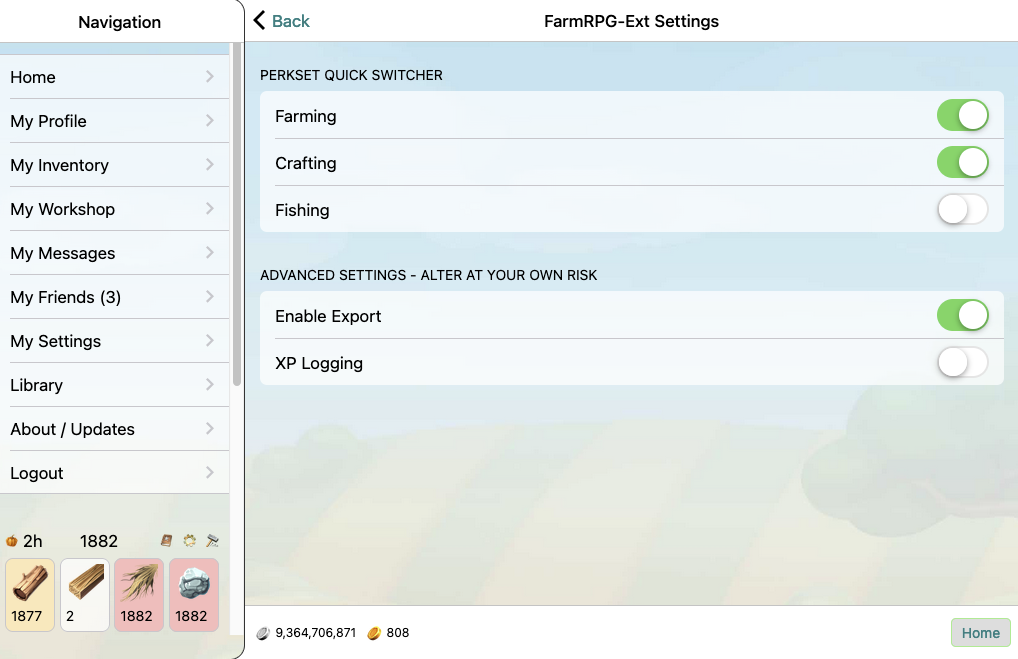 Navigation
Home
My Profile
My Inventory
My Workshop
My Messages
My Friends (3)
My Settings
Library
About / Updates
Logout
2h 1882
1877 2 1882 1882
Back FarmRPG-Ext Settings
PERKSET QUICK SWITCHER
Farming
Crafting
Fishing
ADVANCED SETTINGS - ALTER AT YOUR OWN RISK
Enable Export
XP Logging
9,364,706,871 808 Home